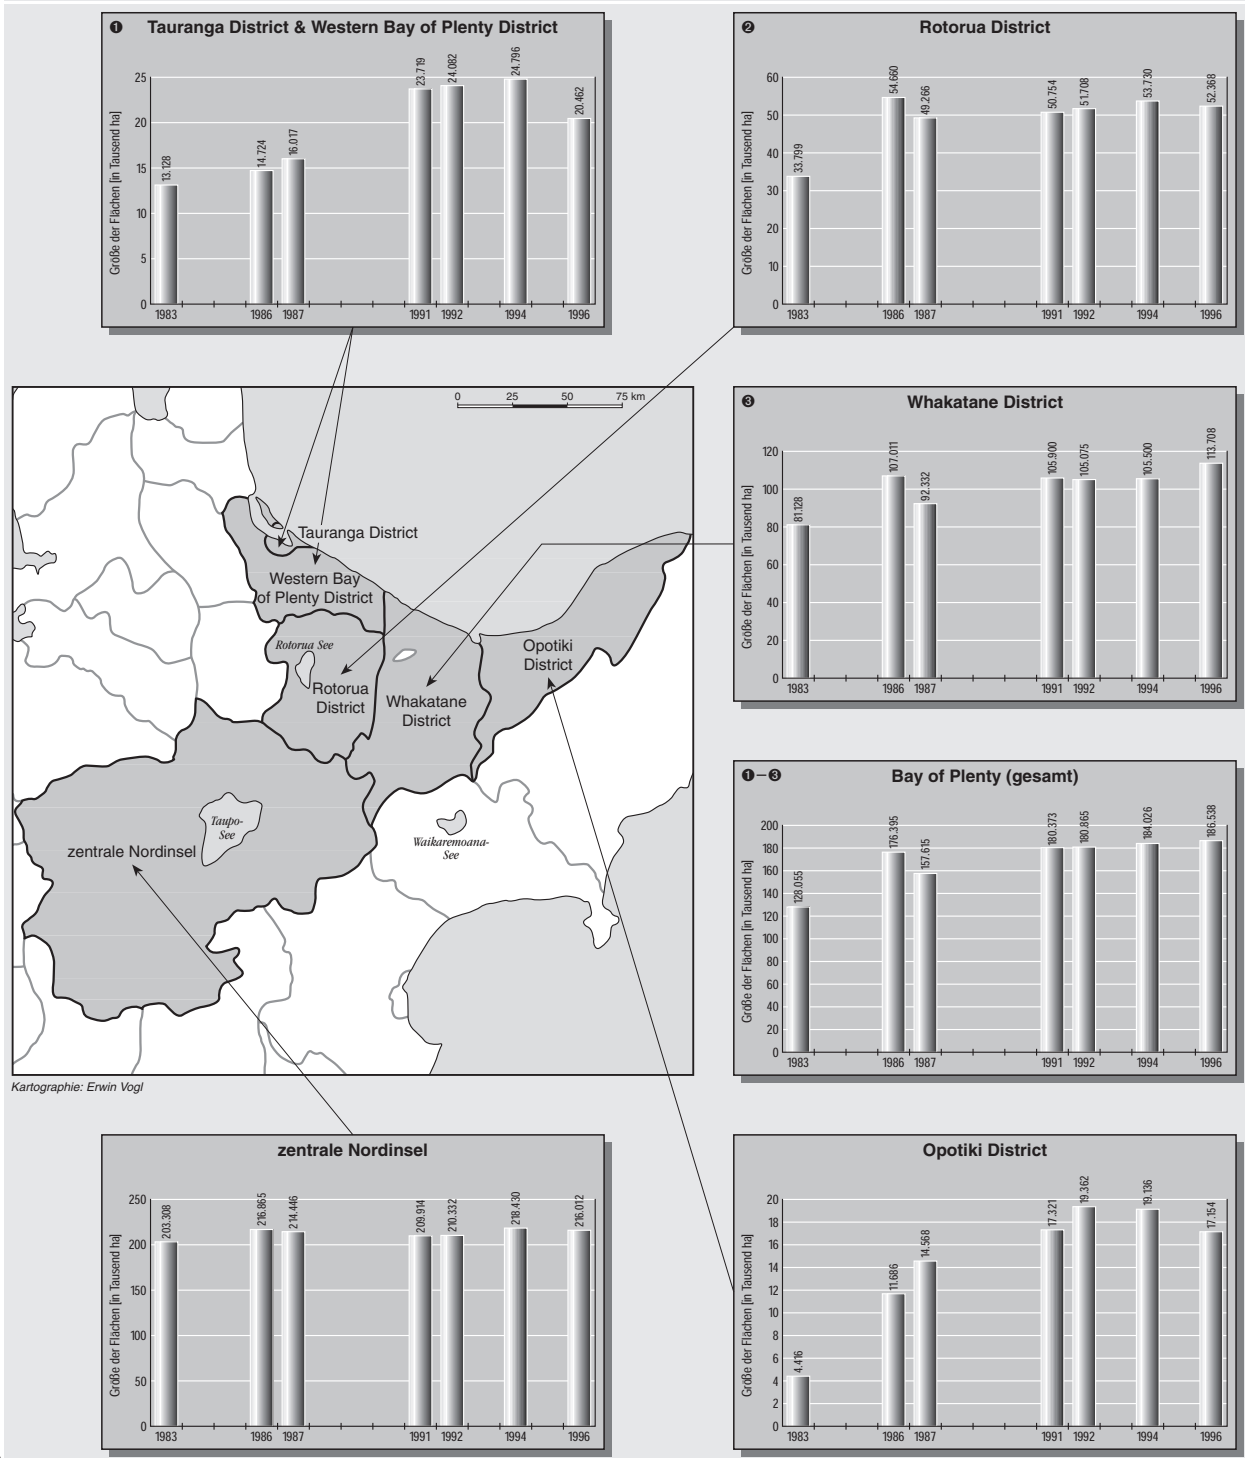 ❶ Tauranga District & Western Bay of Plenty District
Größe der Flächen [in Tausend ha]
25
20
15
10
5
0
13.128
14.724
16.017
23.719
24.082
24.796
20.462
1983 1986 1987 1991 1992 1994 1996
❷ Rotorua District
Größe der Flächen [in Tausend ha]
60
50
40
30
20
10
0
33.799
54.660
49.266
50.754
51.708
53.730
52.368
1983 1986 1987 1991 1992 1994 1996
0 25 50 75 km
Tauranga District
Western Bay
of Plenty District
Rotorua See
Rotorua
District
Whakatane
District
Opotiki
District
Taupo-
See
zentrale Nordinsel
Waikaremoana-
See
Kartographie: Erwin Vogl
❸ Whakatane District
Größe der Flächen [in Tausend ha]
120
100
80
60
40
20
0
81.128
107.011
92.332
105.900
105.075
105.500
113.708
1983 1986 1987 1991 1992 1994 1996
❶–❸ Bay of Plenty (gesamt)
Größe der Flächen [in Tausend ha]
200
180
160
140
120
100
80
60
40
20
0
128.055
176.395
157.615
180.373
180.865
184.026
186.538
1983 1986 1987 1991 1992 1994 1996
zentrale Nordinsel
Größe der Flächen [in Tausend ha]
250
200
150
100
50
0
203.308
216.865
214.446
209.914
210.332
218.430
216.012
1983 1986 1987 1991 1992 1994 1996
Opotiki District
Größe der Flächen [in Tausend ha]
20
18
16
14
12
10
8
6
4
2
0
4.416
11.686
14.568
17.321
19.362
19.136
17.154
1983 1986 1987 1991 1992 1994 1996